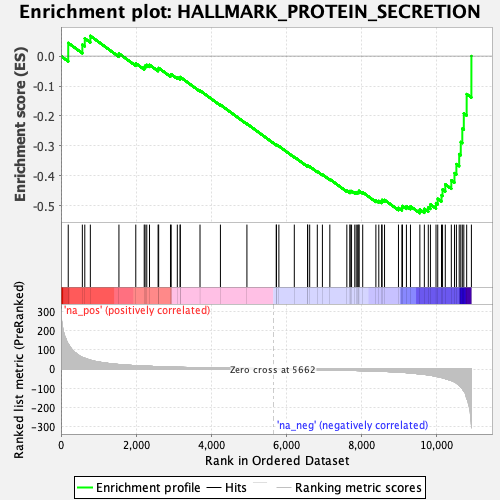 Enrichment plot: HALLMARK_PROTEIN_SECRETION
Enrichment score (ES)
0.0
-0.1
-0.2
-0.3
-0.4
-0.5
'na_pos' (positively correlated)
Ranked list metric (PreRanked)
300
200
100
0
-100
-200
-300
Zero cross at 5662
'na_neg' (negatively correlated)
0
2,000
4,000
6,000
8,000
10,000
Rank in Ordered Dataset
Enrichment profile
Hits
Ranking metric scores